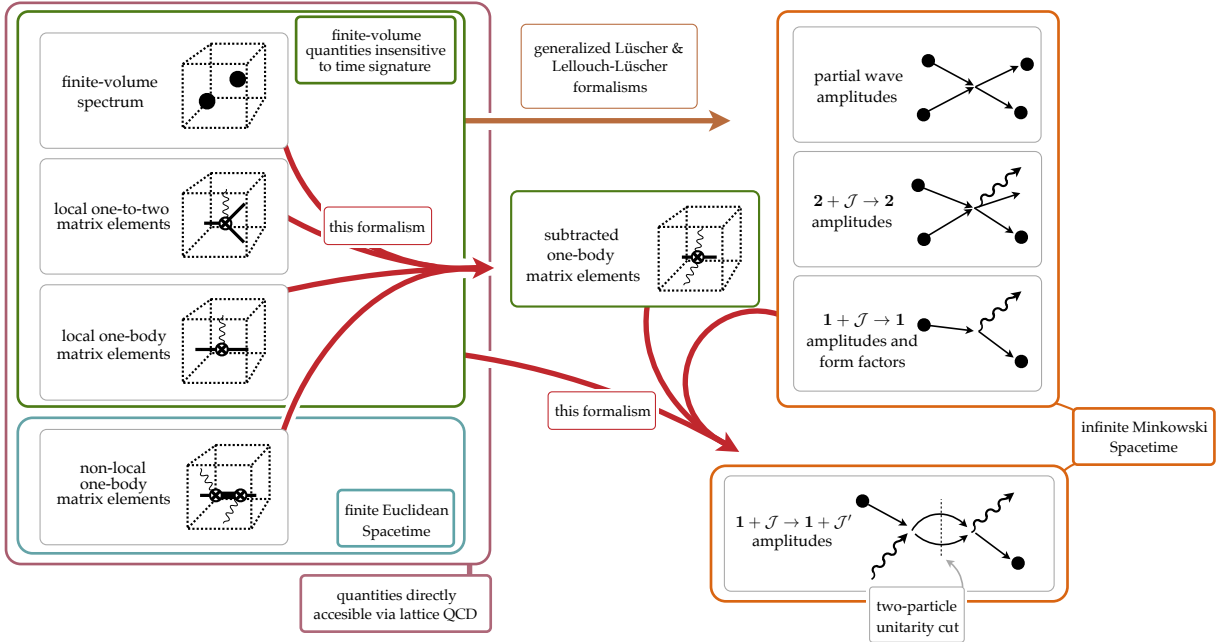 finite-volume
quantities insensitive
to time signature
finite-volume
spectrum
local one-to-two
matrix elements
local one-body
matrix elements
non-local
one-body
matrix elements
finite Euclidean
Spacetime
quantities directly
accesible via lattice QCD
generalized Lüscher &
Lellouch-Lüscher
formalisms
this formalism
subtracted
one-body
matrix elements
this formalism
partial wave
amplitudes
2 + 𝒥 → 2
amplitudes
1 + 𝒥 → 1
amplitudes and
form factors
infinite Minkowski
Spacetime
1 + 𝒥 → 1 + 𝒥′
amplitudes
two-particle
unitarity cut